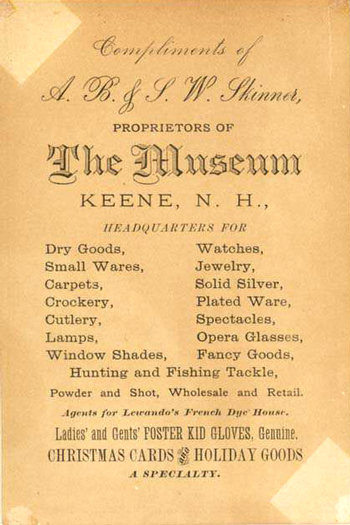 Compliments of
A. B. & S. W. Skinner,
PROPRIETORS OF
The Museum
KEENE, N. H.,
HEADQUARTERS FOR
Dry Goods,
Small Wares,
Carpets,
Crockery,
Cutlery,
Lamps,
Window Shades,
Watches,
Jewelry,
Solid Silver,
Plated Ware,
Spectacles,
Opera Glasses,
Fancy Goods,
Hunting and Fishing Tackle,
Powder and Shot, Wholesale and Retail.
Agents for Lewando's French Dye House.
Ladies' and Gents' FOSTER KID GLOVES, Genuine.
CHRISTMAS CARDS and HOLIDAY GOODS
A SPECIALTY.